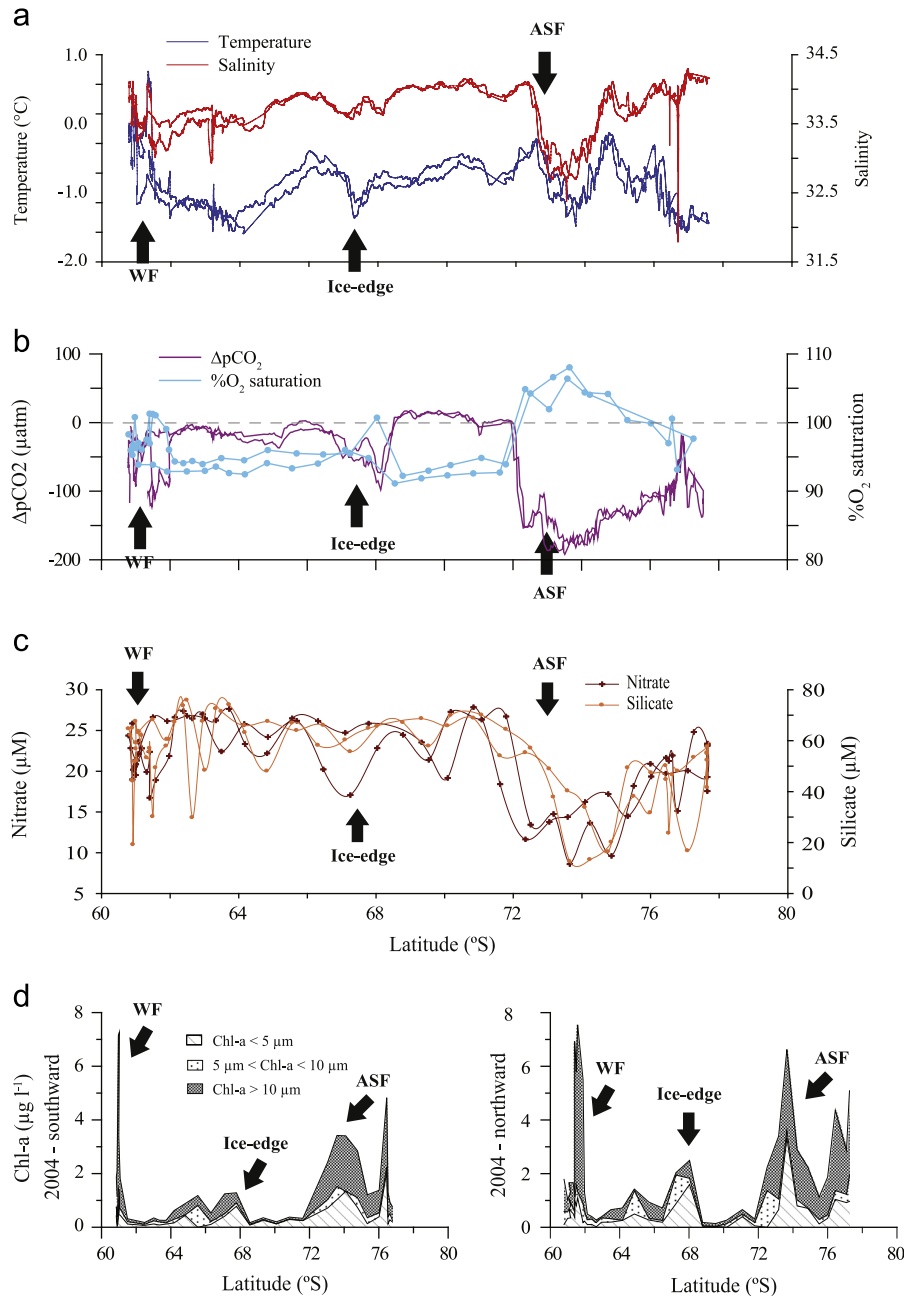 a
Temperature
Salinity
ASF
1.0
0.0
-1.0
-2.0
Temperature (°C)
34.5
33.5
32.5
31.5
Salinity
WF
Ice-edge
b
ΔpCO2
%O2 saturation
100
0
-100
-200
ΔpCO2 (µatm)
110
100
90
80
%O2 saturation
WF
Ice-edge
ASF
c
WF
ASF
Nitrate
Silicate
30
25
20
15
10
5
Nitrate (µM)
80
60
40
20
0
Silicate (µM)
Ice-edge
60 64 68 72 76 80
Latitude (ºS)
d
8
6
4
2
0
Chl-a (µg l-1)
2004 - southward
WF
Chl-a < 5 µm
5 µm < Chl-a < 10 µm
Chl-a > 10 µm
Ice-edge
ASF
60 64 68 72 76 80
Latitude (ºS)
8
6
4
2
0
2004 - northward
WF
Ice-edge
ASF
60 64 68 72 76 80
Latitude (ºS)